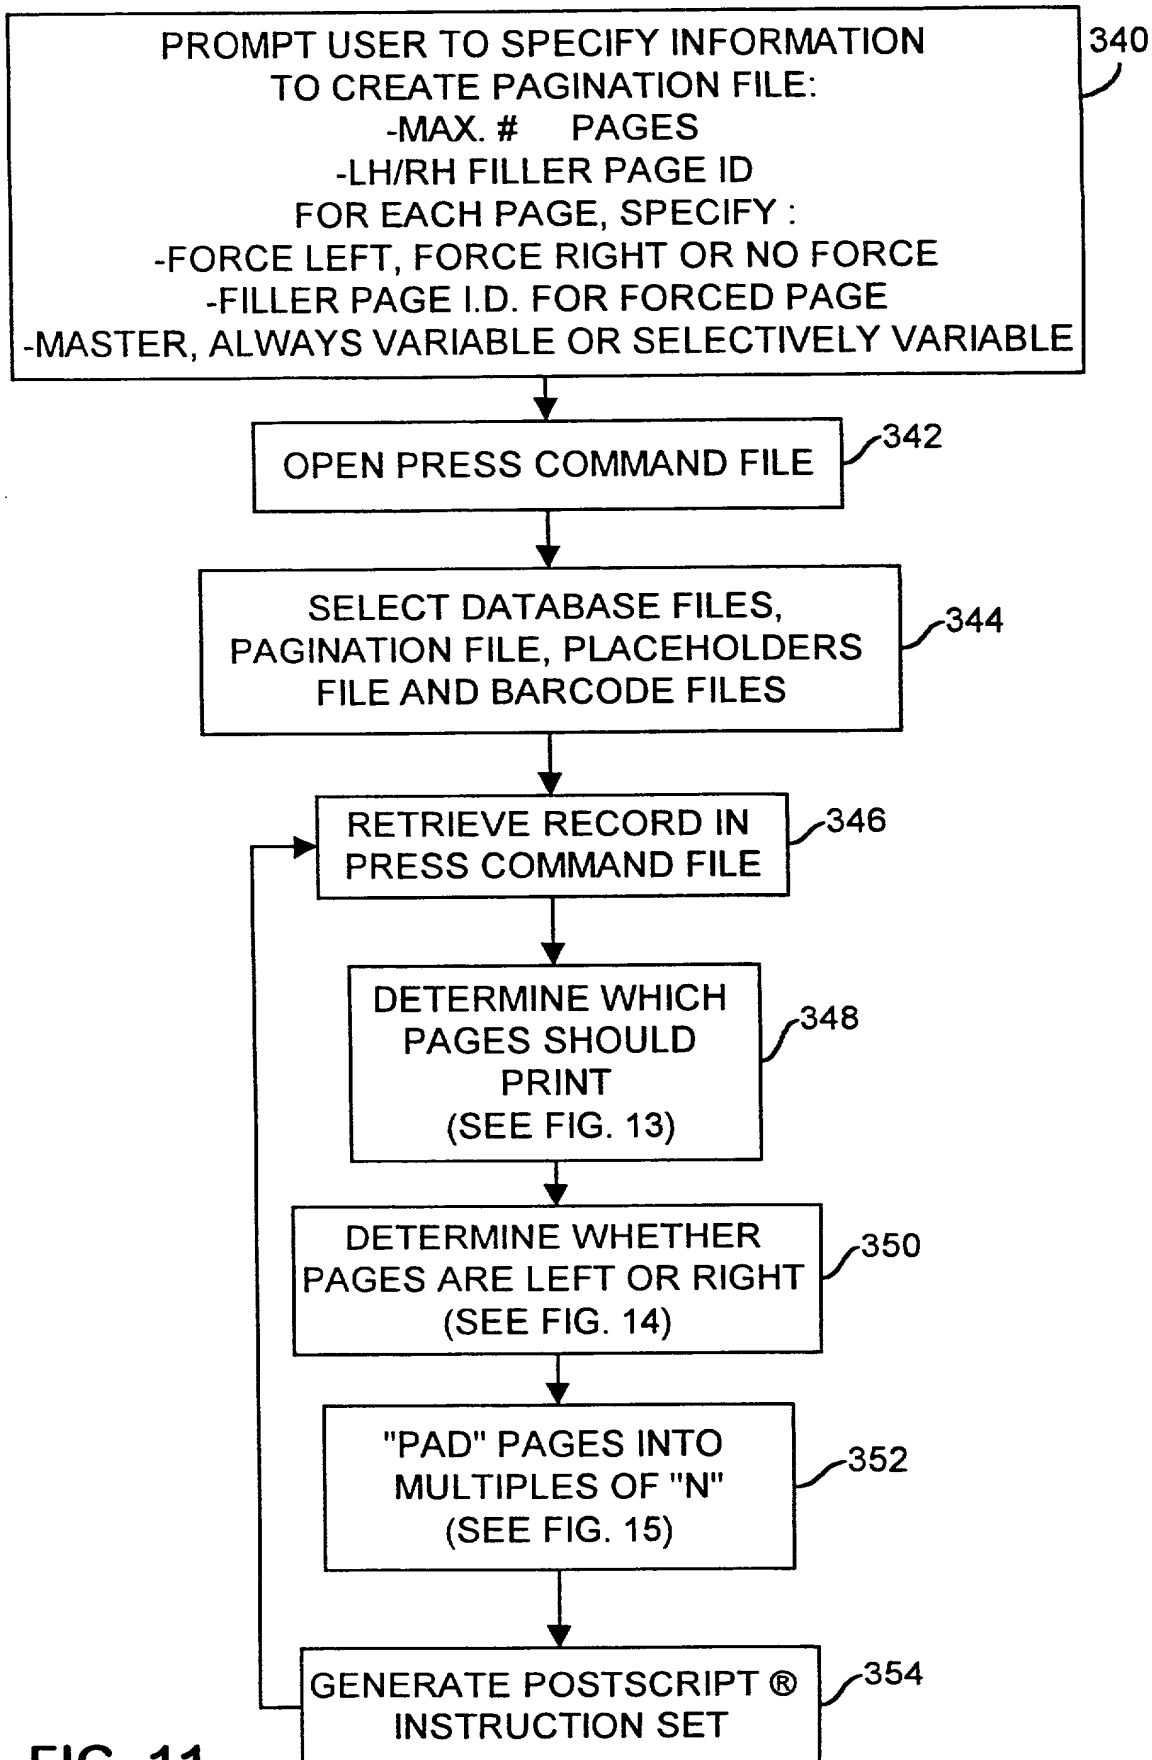 PROMPT USER TO SPECIFY INFORMATION
TO CREATE PAGINATION FILE:
-MAX. # PAGES
-LH/RH FILLER PAGE ID
FOR EACH PAGE, SPECIFY :
-FORCE LEFT, FORCE RIGHT OR NO FORCE
-FILLER PAGE I.D. FOR FORCED PAGE
-MASTER, ALWAYS VARIABLE OR SELECTIVELY VARIABLE
340
OPEN PRESS COMMAND FILE
342
SELECT DATABASE FILES,
PAGINATION FILE, PLACEHOLDERS
FILE AND BARCODE FILES
344
RETRIEVE RECORD IN
PRESS COMMAND FILE
346
DETERMINE WHICH
PAGES SHOULD
PRINT
(SEE FIG. 13)
348
DETERMINE WHETHER
PAGES ARE LEFT OR RIGHT
(SEE FIG. 14)
350
"PAD" PAGES INTO
MULTIPLES OF "N"
(SEE FIG. 15)
352
GENERATE POSTSCRIPT ®
INSTRUCTION SET
354
FIG. 11